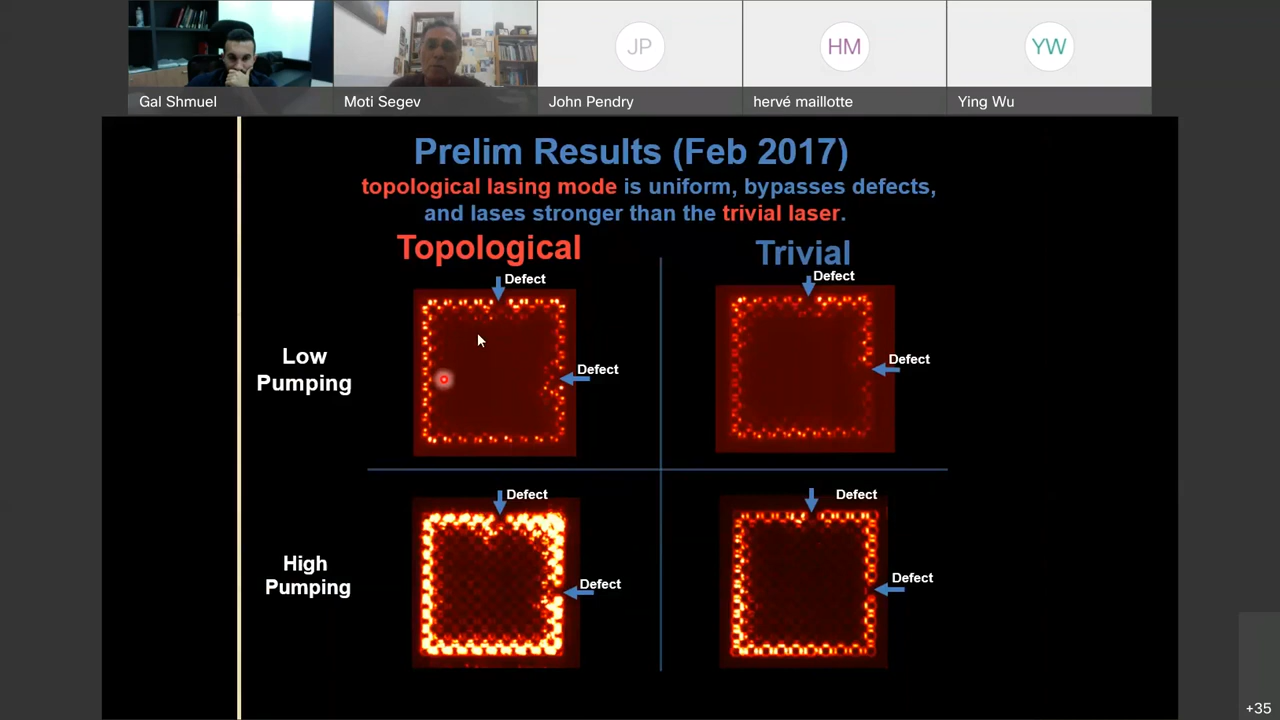 JP
HM
YW
Gal Shmuel
Moti Segev
John Pendry
hervé maillotte
Ying Wu
Prelim Results (Feb 2017)
topological lasing mode is uniform, bypasses defects,
and lases stronger than the trivial laser.
Topological
Trivial
Defect
Defect
Low
Pumping
Defect
Defect
Defect
Defect
High
Pumping
Defect
Defect
+35